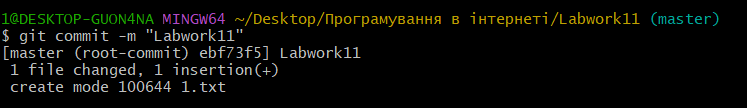 1@DESKTOP-GUON4NA MINGW64 ~/Desktop/Програмування в інтернеті/Labwork11 (master)
$ git commit -m "Labwork11"
[master (root-commit) ebf73f5] Labwork11
 1 file changed, 1 insertion(+)
 create mode 100644 1.txt